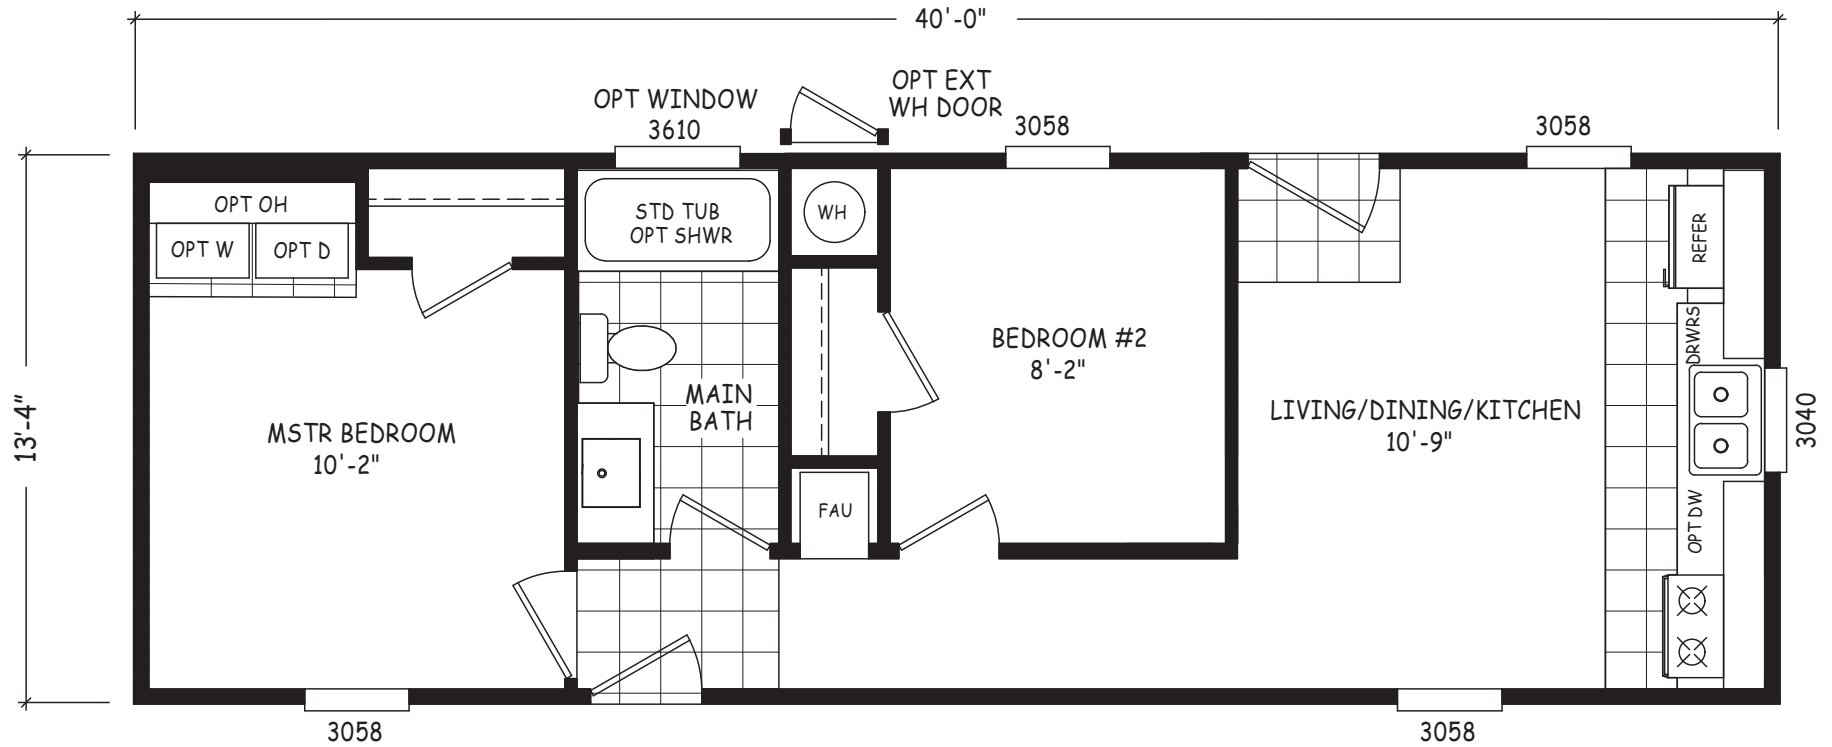 40'-0"
OPT WINDOW
3610
OPT EXT
WH DOOR
3058
3058
OPT OH
OPT W
OPT D
STD TUB
OPT SHWR
WH
REFER
DRWRS
BEDROOM #2
8'-2"
MAIN
BATH
LIVING/DINING/KITCHEN
10'-9"
3040
13'-4"
MSTR BEDROOM
10'-2"
FAU
OPT DW
3058
3058